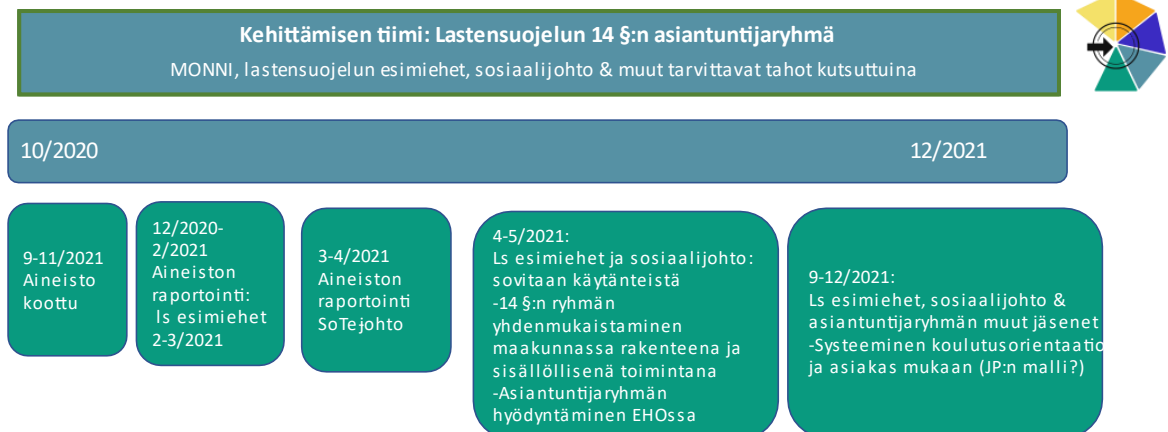 Kehittämisen tiimi: Lastensuojelun 14 §:n asiantuntijaryhmä
MONNI, lastensuojelun esimiehet, sosiaalijohto & muut tarvittavat tahot kutsuttuina
10/2020
12/2021
9-11/2021
Aineisto
koottu
12/2020-
2/2021
Aineiston
raportointi:
ls esimiehet
2-3/2021
3-4/2021
Aineiston
raportointi
SoTejohto
4-5/2021:
Ls esimiehet ja sosiaalijohto:
sovitaan käytänteistä
-14 §:n ryhmän
yhdenmukaistaminen
maakunnassa rakenteena ja
sisällöllisenä toimintana
-Asiantuntijaryhmän
hyödyntäminen EHOssa
9-12/2021:
Ls esimiehet, sosiaalijohto &
asiantuntijaryhmän muut jäsenet
-Systeeminen koulutusorientaatio
ja asiakas mukaan (JP:n malli?)